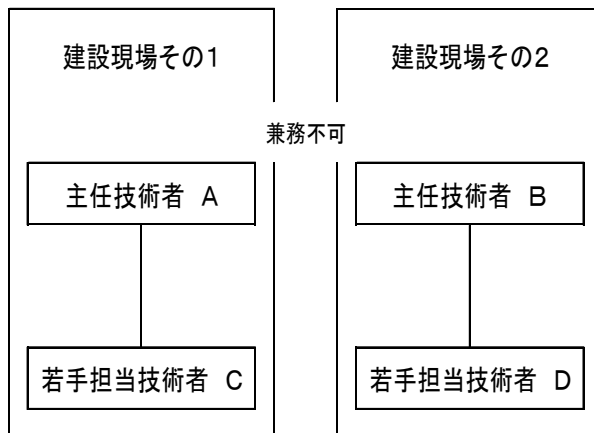 建設現場その1
建設現場その2
兼務不可
主任技術者 A
主任技術者 B
若手担当技術者 C
若手担当技術者 D